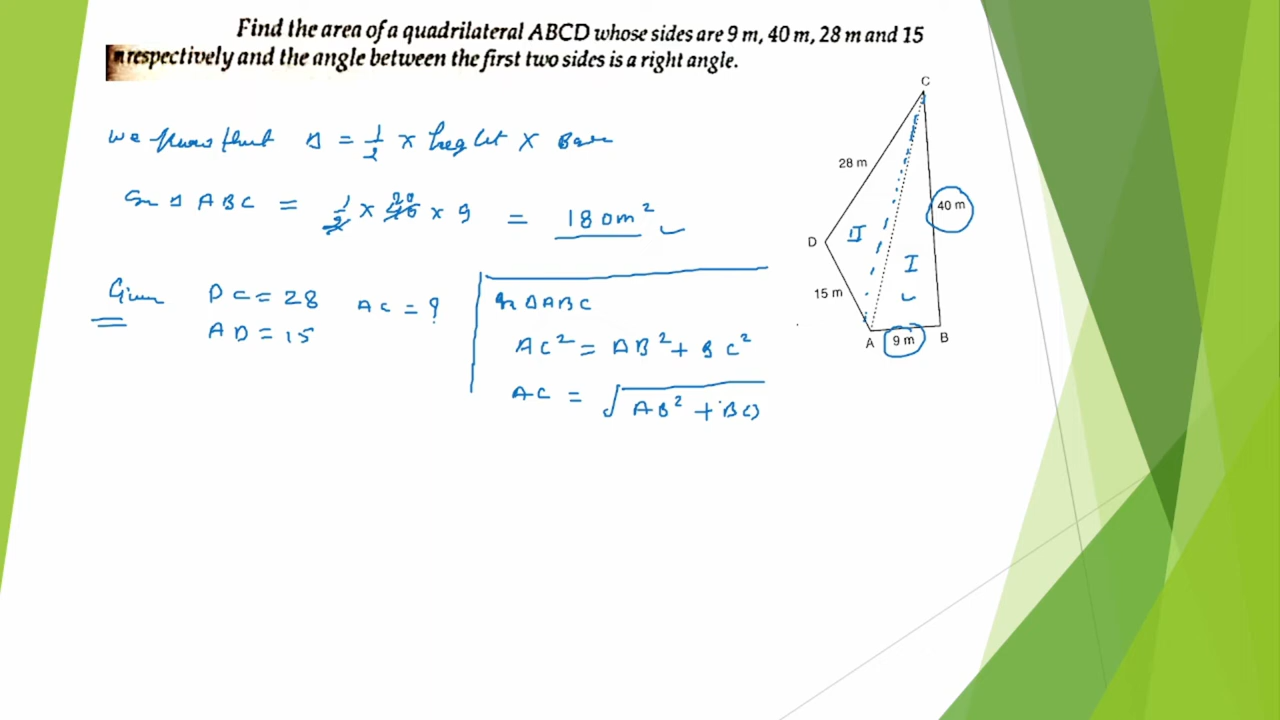 Find the area of a quadrilateral ABCD whose sides are 9 m, 40 m, 28 m and 15
m respectively and the angle between the first two sides is a right angle.
we know that Δ = 1/2 × height × Base
In Δ ABC = 1/2 × 40 20 × 9 = 180 m²
Given DC = 28 AC = ?
AD = 15
In ΔABC
AC² = AB² + BC²
AC = √AB² + BC
C
28 m
40 m
D
II
I
15 m
A 9 m B